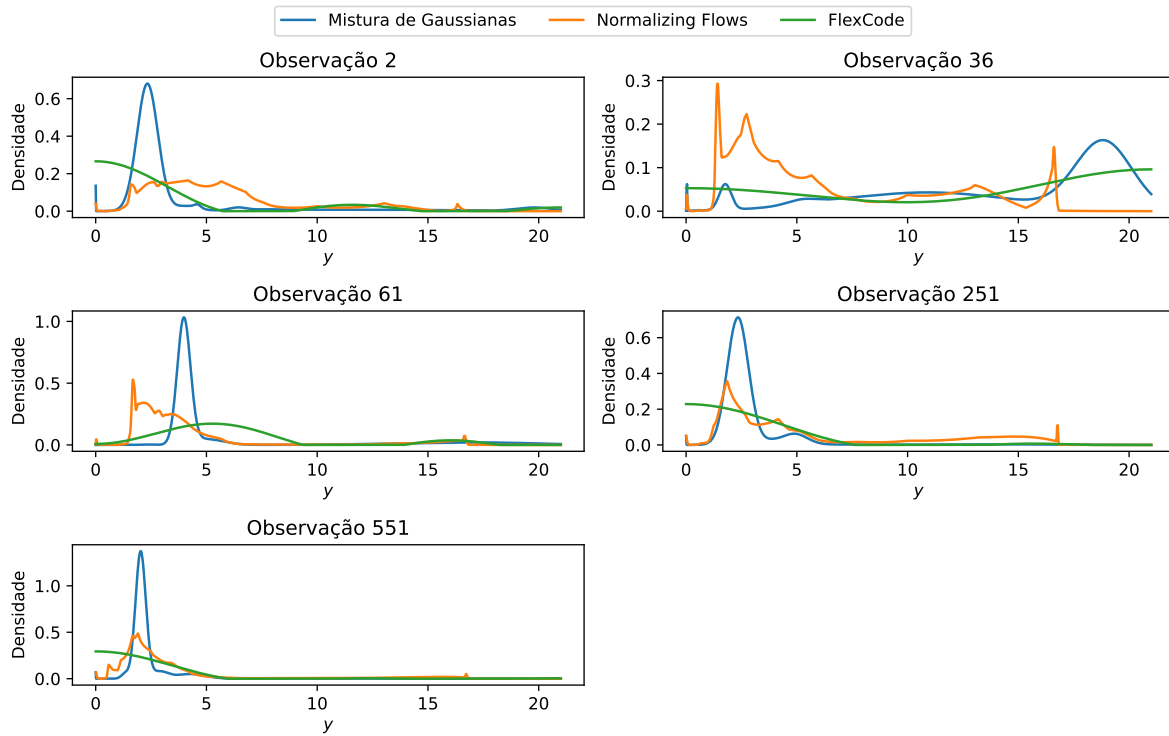 Mistura de Gaussianas Normalizing Flows FlexCode
Observação 2
Densidade
0.6
0.4
0.2
0.0
0 5 10 15 20
y
Observação 36
Densidade
0.3
0.2
0.1
0.0
0 5 10 15 20
y
Observação 61
Densidade
1.0
0.5
0.0
0 5 10 15 20
y
Observação 251
Densidade
0.6
0.4
0.2
0.0
0 5 10 15 20
y
Observação 551
Densidade
1.0
0.5
0.0
0 5 10 15 20
y